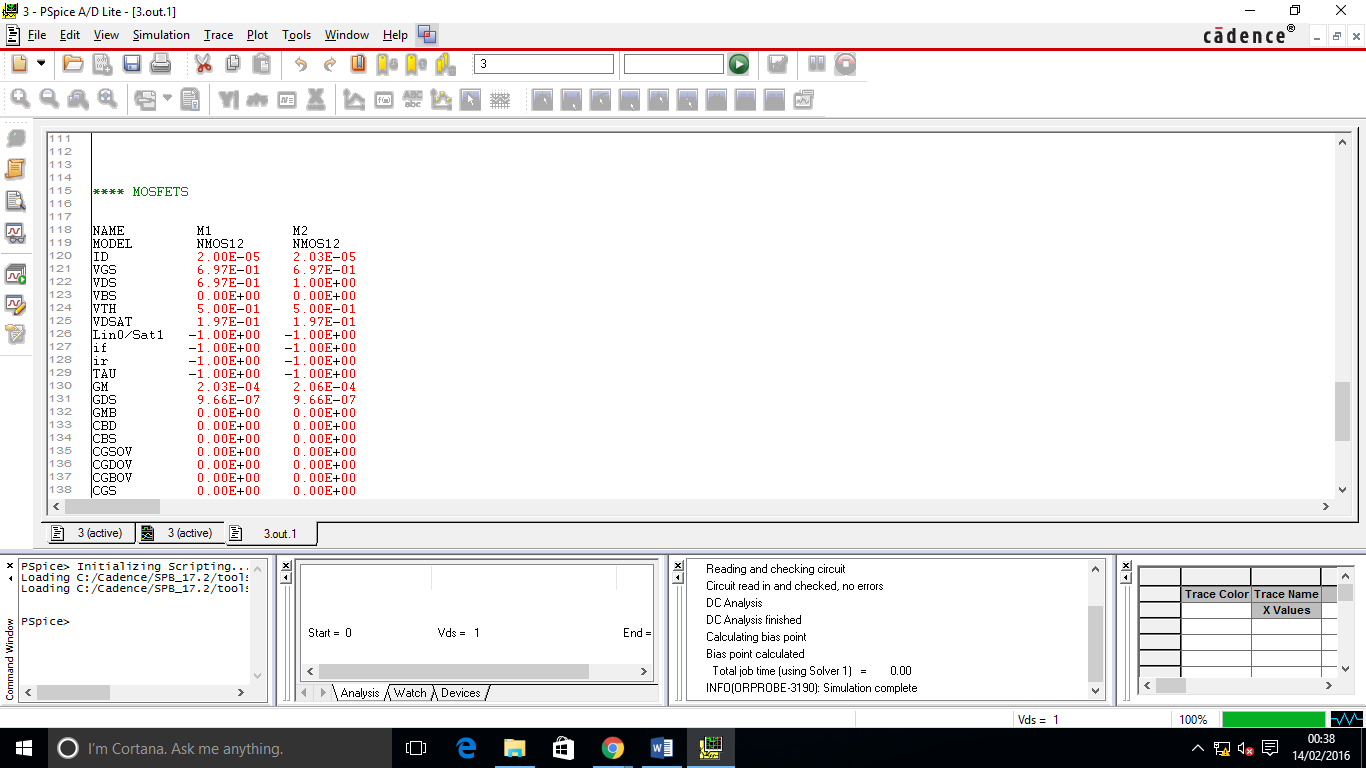 3 - PSpice A/D Lite - [3.out.1]
File Edit View Simulation Trace Plot Tools Window Help
cādence®
3
111
112
113
114
115 **** MOSFETS
116
117
118 NAME M1 M2
119 MODEL NMOS12 NMOS12
120 ID 2.00E-05 2.03E-05
121 VGS 6.97E-01 6.97E-01
122 VDS 6.97E-01 1.00E+00
123 VBS 0.00E+00 0.00E+00
124 VTH 5.00E-01 5.00E-01
125 VDSAT 1.97E-01 1.97E-01
126 Lin0/Sat1 -1.00E+00 -1.00E+00
127 if -1.00E+00 -1.00E+00
128 ir -1.00E+00 -1.00E+00
129 TAU -1.00E+00 -1.00E+00
130 GM 2.03E-04 2.06E-04
131 GDS 9.66E-07 9.66E-07
132 GMB 0.00E+00 0.00E+00
133 CBD 0.00E+00 0.00E+00
134 CBS 0.00E+00 0.00E+00
135 CGSOV 0.00E+00 0.00E+00
136 CGDOV 0.00E+00 0.00E+00
137 CGBOV 0.00E+00 0.00E+00
138 CGS 0.00E+00 0.00E+00
3 (active) 3 (active) 3.out.1
Command Window
PSpice> Initializing Scripting...
Loading C:/Cadence/SPB_17.2/tools
Loading C:/Cadence/SPB_17.2/tools
PSpice>
Start = 0 Vds = 1 End =
Analysis Watch Devices
Reading and checking circuit
Circuit read in and checked, no errors
DC Analysis
DC Analysis finished
Calculating bias point
Bias point calculated
Total job time (using Solver 1) = 0.00
INFO(ORPROBE-3190): Simulation complete
Trace Color Trace Name
X Values
Vds = 1 100%
I'm Cortana. Ask me anything.
00:38
14/02/2016